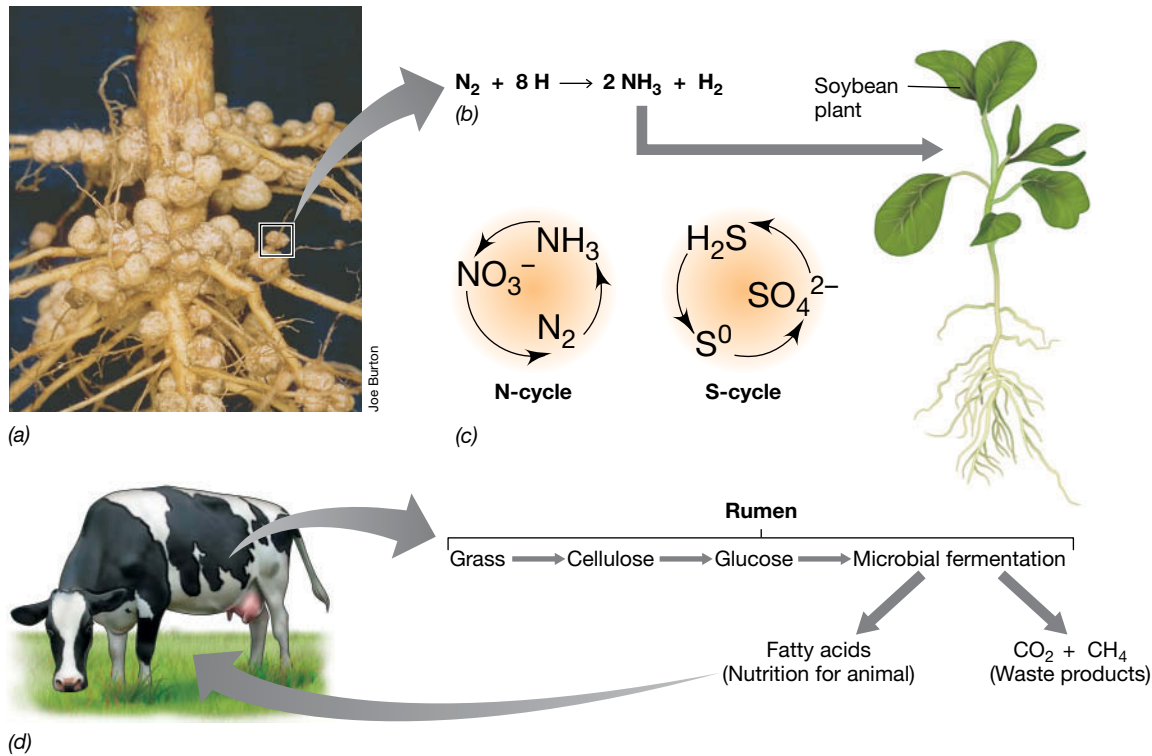 N₂ + 8 H ⟶ 2 NH₃ + H₂
(b)
Soybean
plant
NH₃
NO₃⁻
N₂
N-cycle
H₂S
SO₄²⁻
S⁰
S-cycle
(c)
Joe Burton
(a)
Rumen
Grass
Cellulose
Glucose
Microbial fermentation
Fatty acids
(Nutrition for animal)
CO₂ + CH₄
(Waste products)
(d)